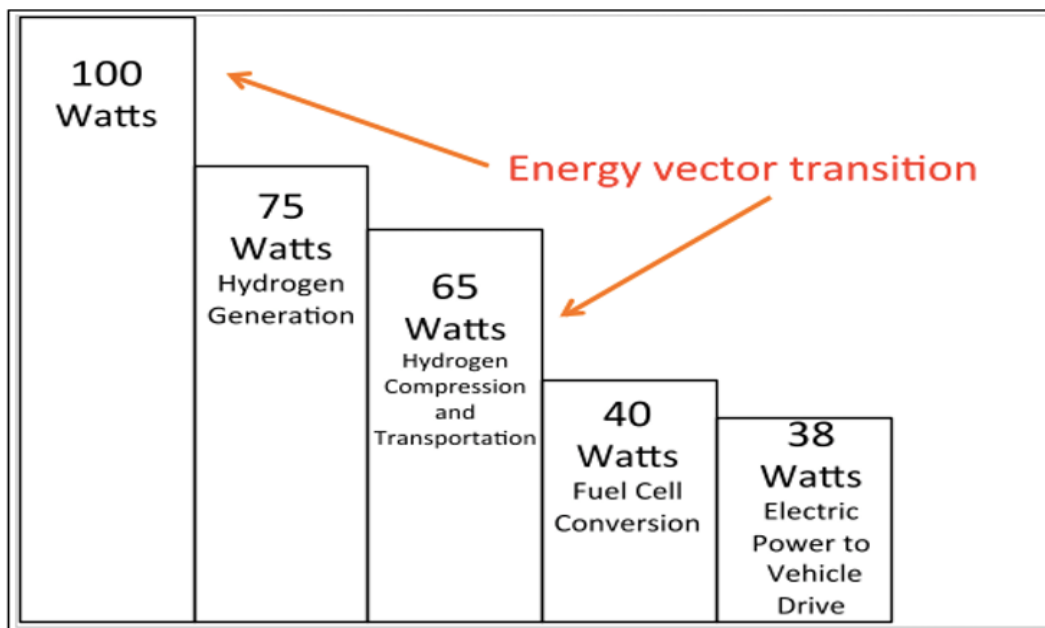 100
Watts
Energy vector transition
75
Watts
Hydrogen
Generation
65
Watts
Hydrogen
Compression
and
Transportation
40
Watts
Fuel Cell
Conversion
38
Watts
Electric
Power to
Vehicle
Drive